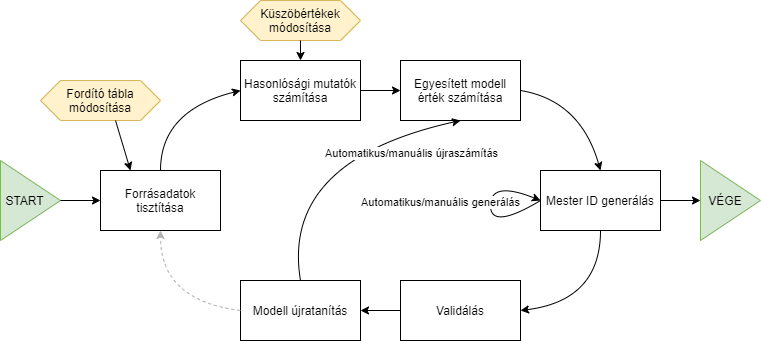 Küszöbértékek
módosítása
Fordító tábla
módosítása
Hasonlósági mutatók
számítása
Egyesített modell
érték számítása
Automatikus/manuális újraszámítás
START
Forrásadatok
tisztítása
Automatikus/manuális generálás
Mester ID generálás
VÉGE
Modell újratanítás
Validálás